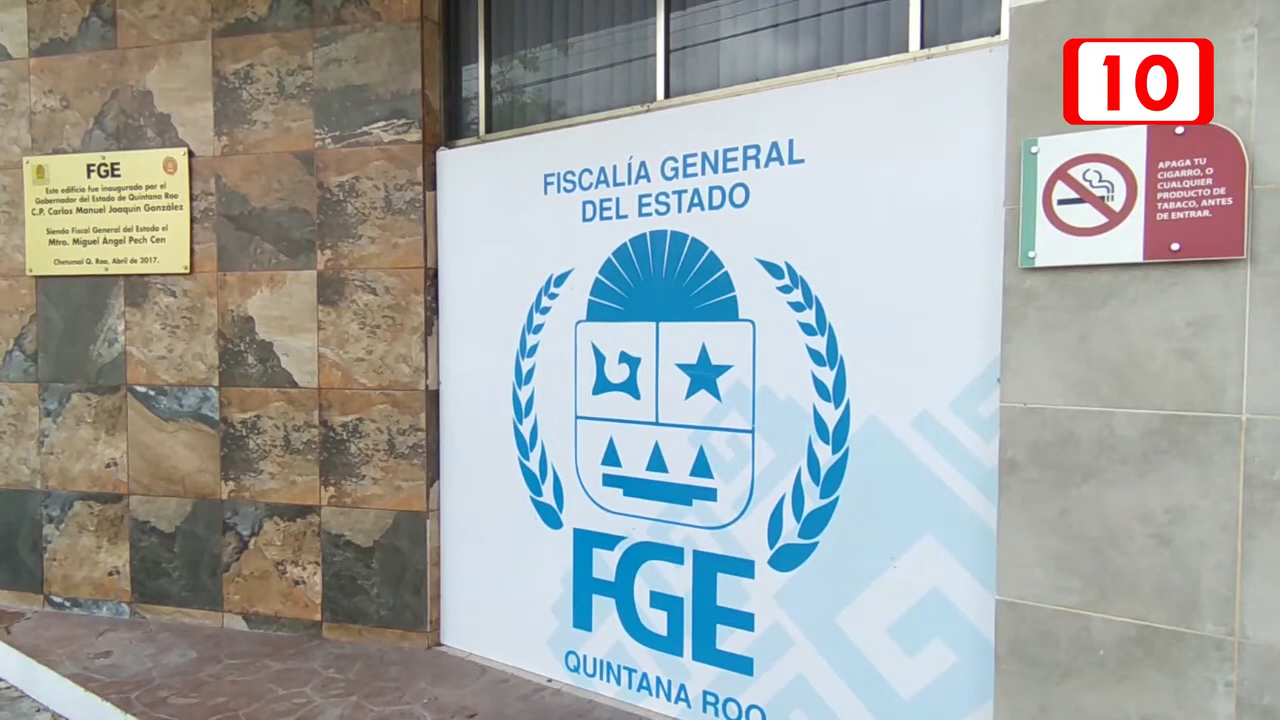 FGE
Este edificio fue inaugurado por el
Gobernador del Estado de Quintana Roo
C.P. Carlos Manuel Joaquín González
Siendo Fiscal General del Estado el
Mtro. Miguel Ángel Pech Cen
Chetumal Q. Roo, Abril de 2017.
FISCALÍA GENERAL
DEL ESTADO
FGE
QUINTANA ROO
10
APAGA TU
CIGARRO, O
CUALQUIER
PRODUCTO DE
TABACO, ANTES
DE ENTRAR.